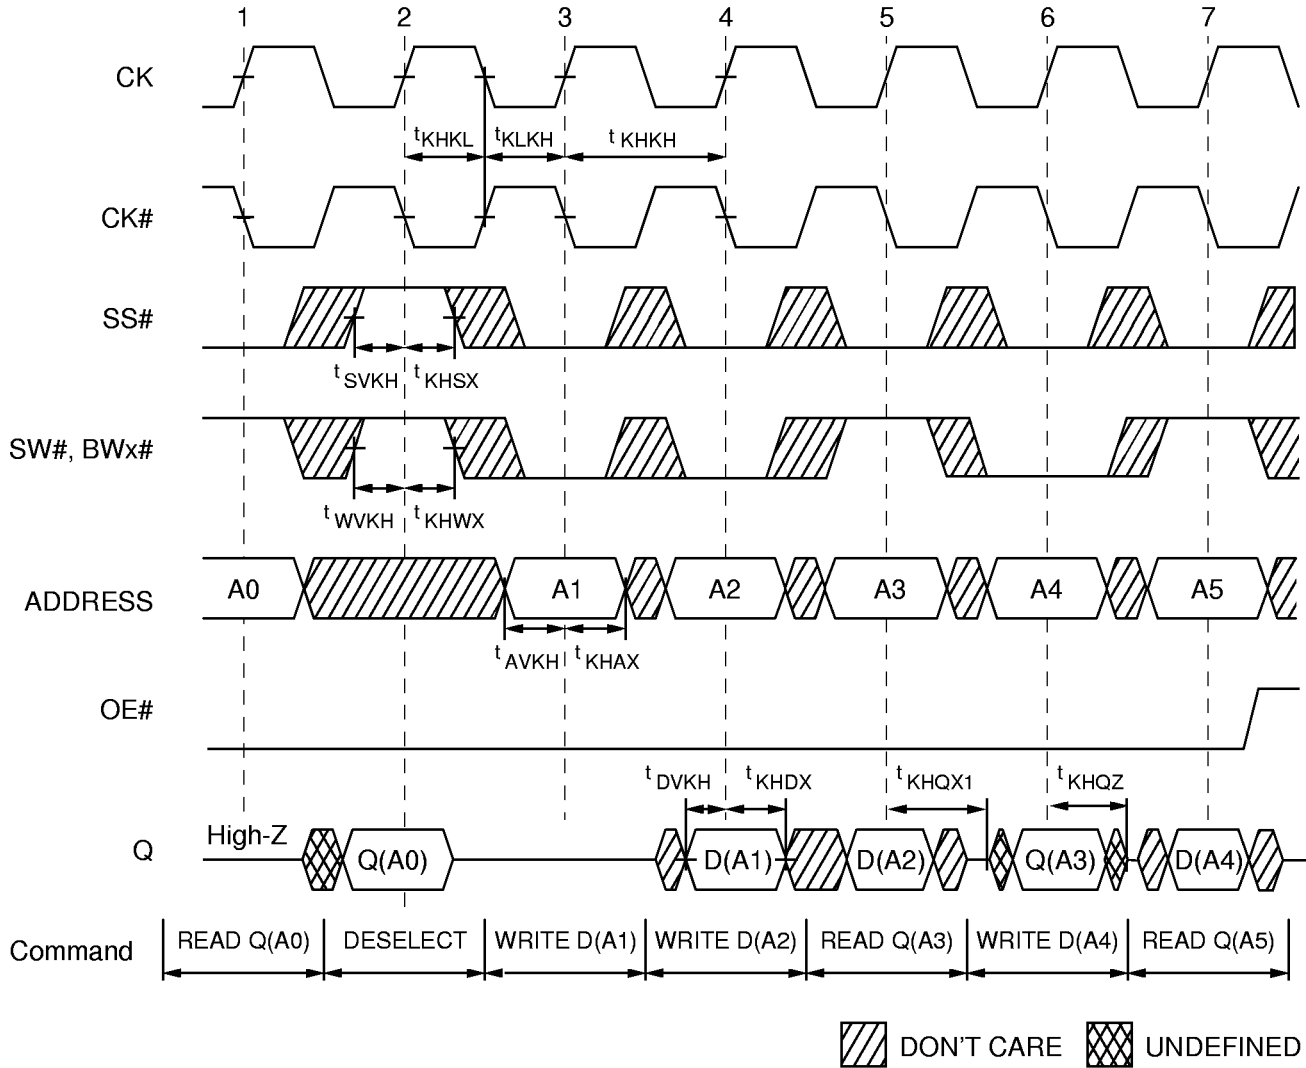 1 2 3 4 5 6 7
CK
tKHKL tKLKH tKHKH
CK#
SS#
tSVKH tKHSX
SW#, BWx#
tWVKH tKHWX
ADDRESS A0 A1 A2 A3 A4 A5
tAVKH tKHAX
OE#
tDVKH tKHDX tKHQX1 tKHQZ
Q High-Z Q(A0) D(A1) D(A2) Q(A3) D(A4)
Command READ Q(A0) DESELECT WRITE D(A1) WRITE D(A2) READ Q(A3) WRITE D(A4) READ Q(A5)
DON'T CARE UNDEFINED